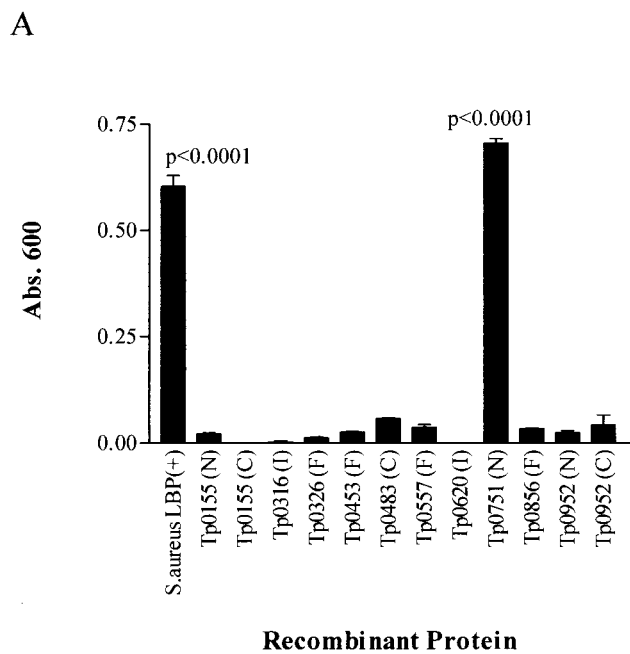 A
p<0.0001
p<0.0001
0.75
0.50
0.25
0.00
Abs. 600
S.aureus LBP(+)
Tp0155 (N)
Tp0155 (C)
Tp0316 (I)
Tp0326 (F)
Tp0453 (F)
Tp0483 (C)
Tp0557 (F)
Tp0620 (I)
Tp0751 (N)
Tp0856 (F)
Tp0952 (N)
Tp0952 (C)
Recombinant Protein